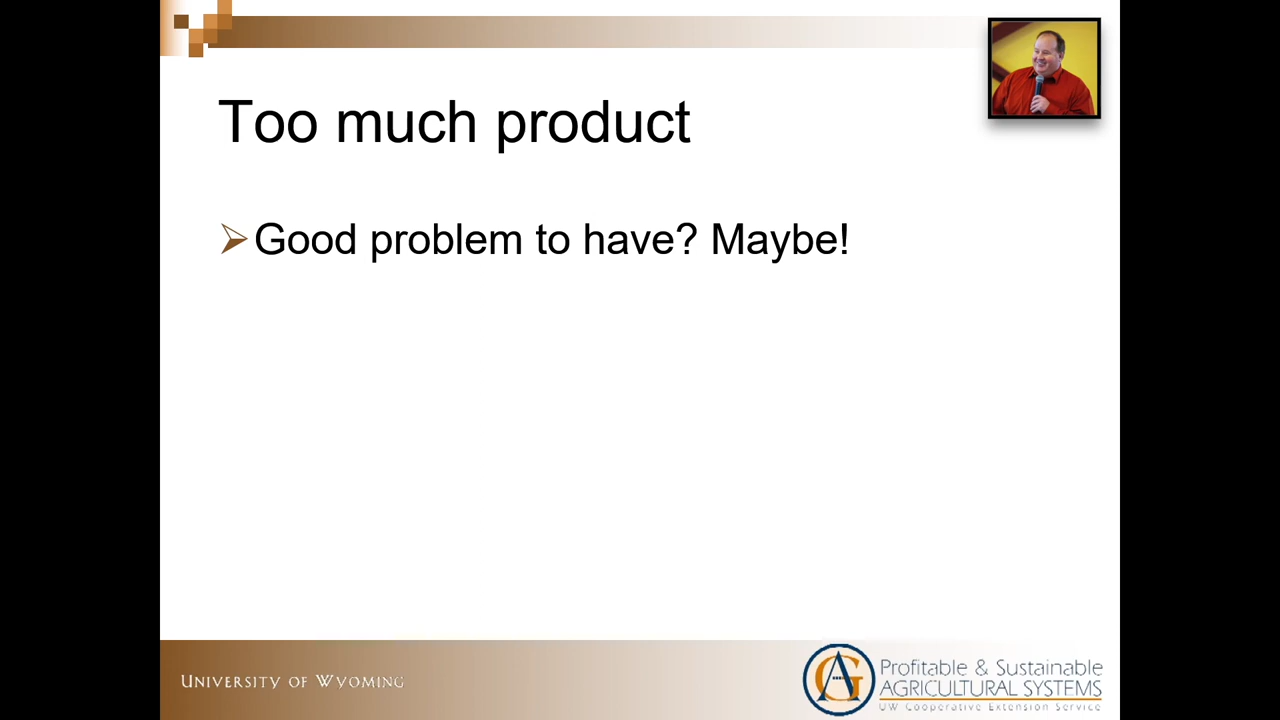 Too much product
Good problem to have? Maybe!
UNIVERSITY OF WYOMING
AG
Profitable & Sustainable
AGRICULTURAL SYSTEMS
UW Cooperative Extension Service